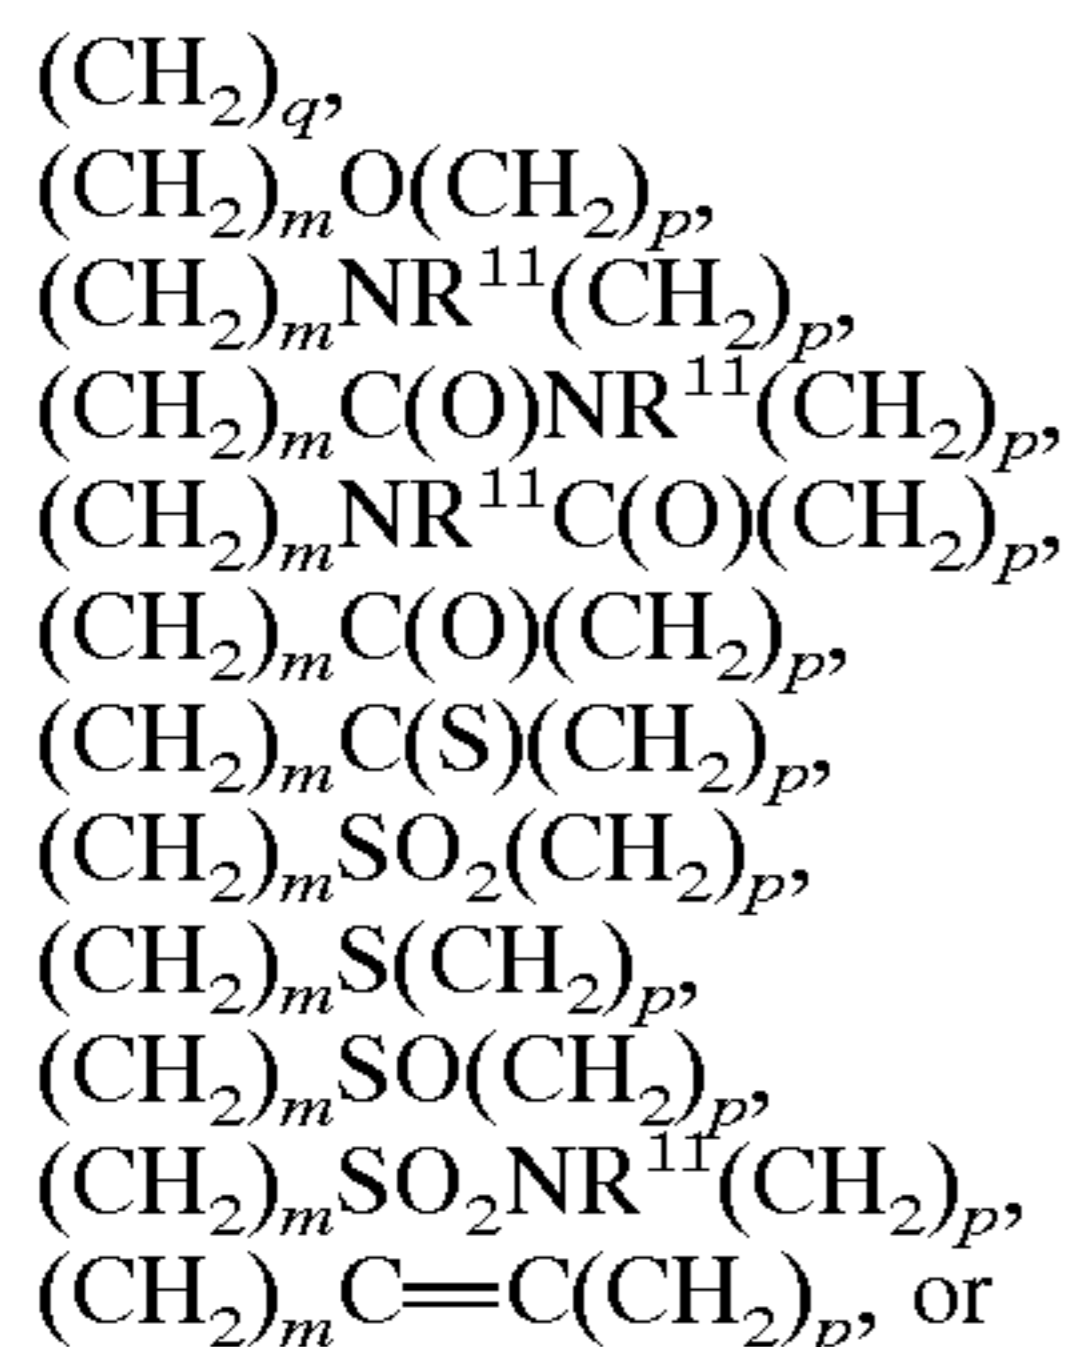 (CH₂)q,
(CH₂)mO(CH₂)p,
(CH₂)mNR¹¹(CH₂)p,
(CH₂)mC(O)NR¹¹(CH₂)p,
(CH₂)mNR¹¹C(O)(CH₂)p,
(CH₂)mC(O)(CH₂)p,
(CH₂)mC(S)(CH₂)p,
(CH₂)mSO₂(CH₂)p,
(CH₂)mS(CH₂)p,
(CH₂)mSO(CH₂)p,
(CH₂)mSO₂NR¹¹(CH₂)p,
(CH₂)mC=C(CH₂)p, or